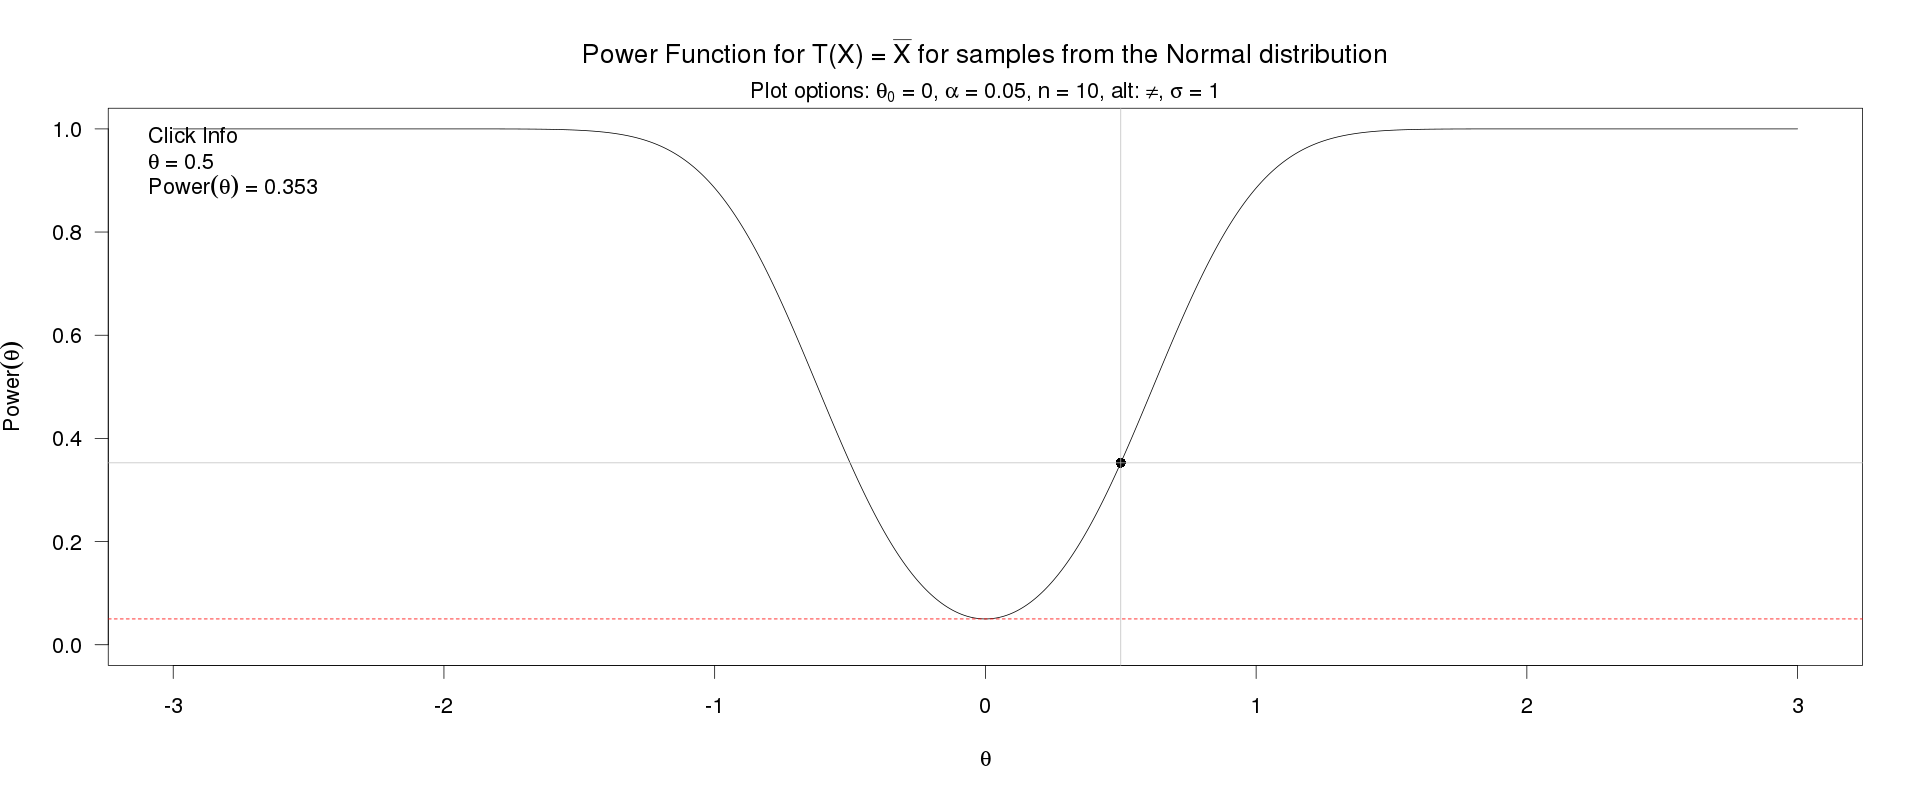 Power Function for T(X) = X̅ for samples from the Normal distribution
Plot options: θ₀ = 0, α = 0.05, n = 10, alt: ≠, σ = 1
Click Info
θ = 0.5
Power(θ) = 0.353
Power(θ)
1.0
0.8
0.6
0.4
0.2
0.0
-3 -2 -1 0 1 2 3
θ